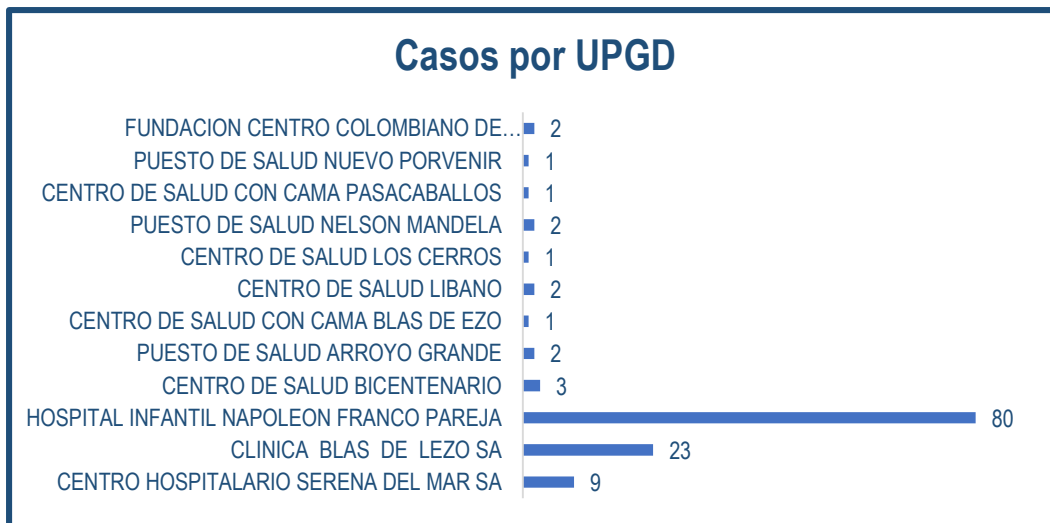 Casos por UPGD
FUNDACION CENTRO COLOMBIANO DE… 2
PUESTO DE SALUD NUEVO PORVENIR 1
CENTRO DE SALUD CON CAMA PASACABALLOS 1
PUESTO DE SALUD NELSON MANDELA 2
CENTRO DE SALUD LOS CERROS 1
CENTRO DE SALUD LIBANO 2
CENTRO DE SALUD CON CAMA BLAS DE EZO 1
PUESTO DE SALUD ARROYO GRANDE 2
CENTRO DE SALUD BICENTENARIO 3
HOSPITAL INFANTIL NAPOLEON FRANCO PAREJA 80
CLINICA BLAS DE LEZO SA 23
CENTRO HOSPITALARIO SERENA DEL MAR SA 9